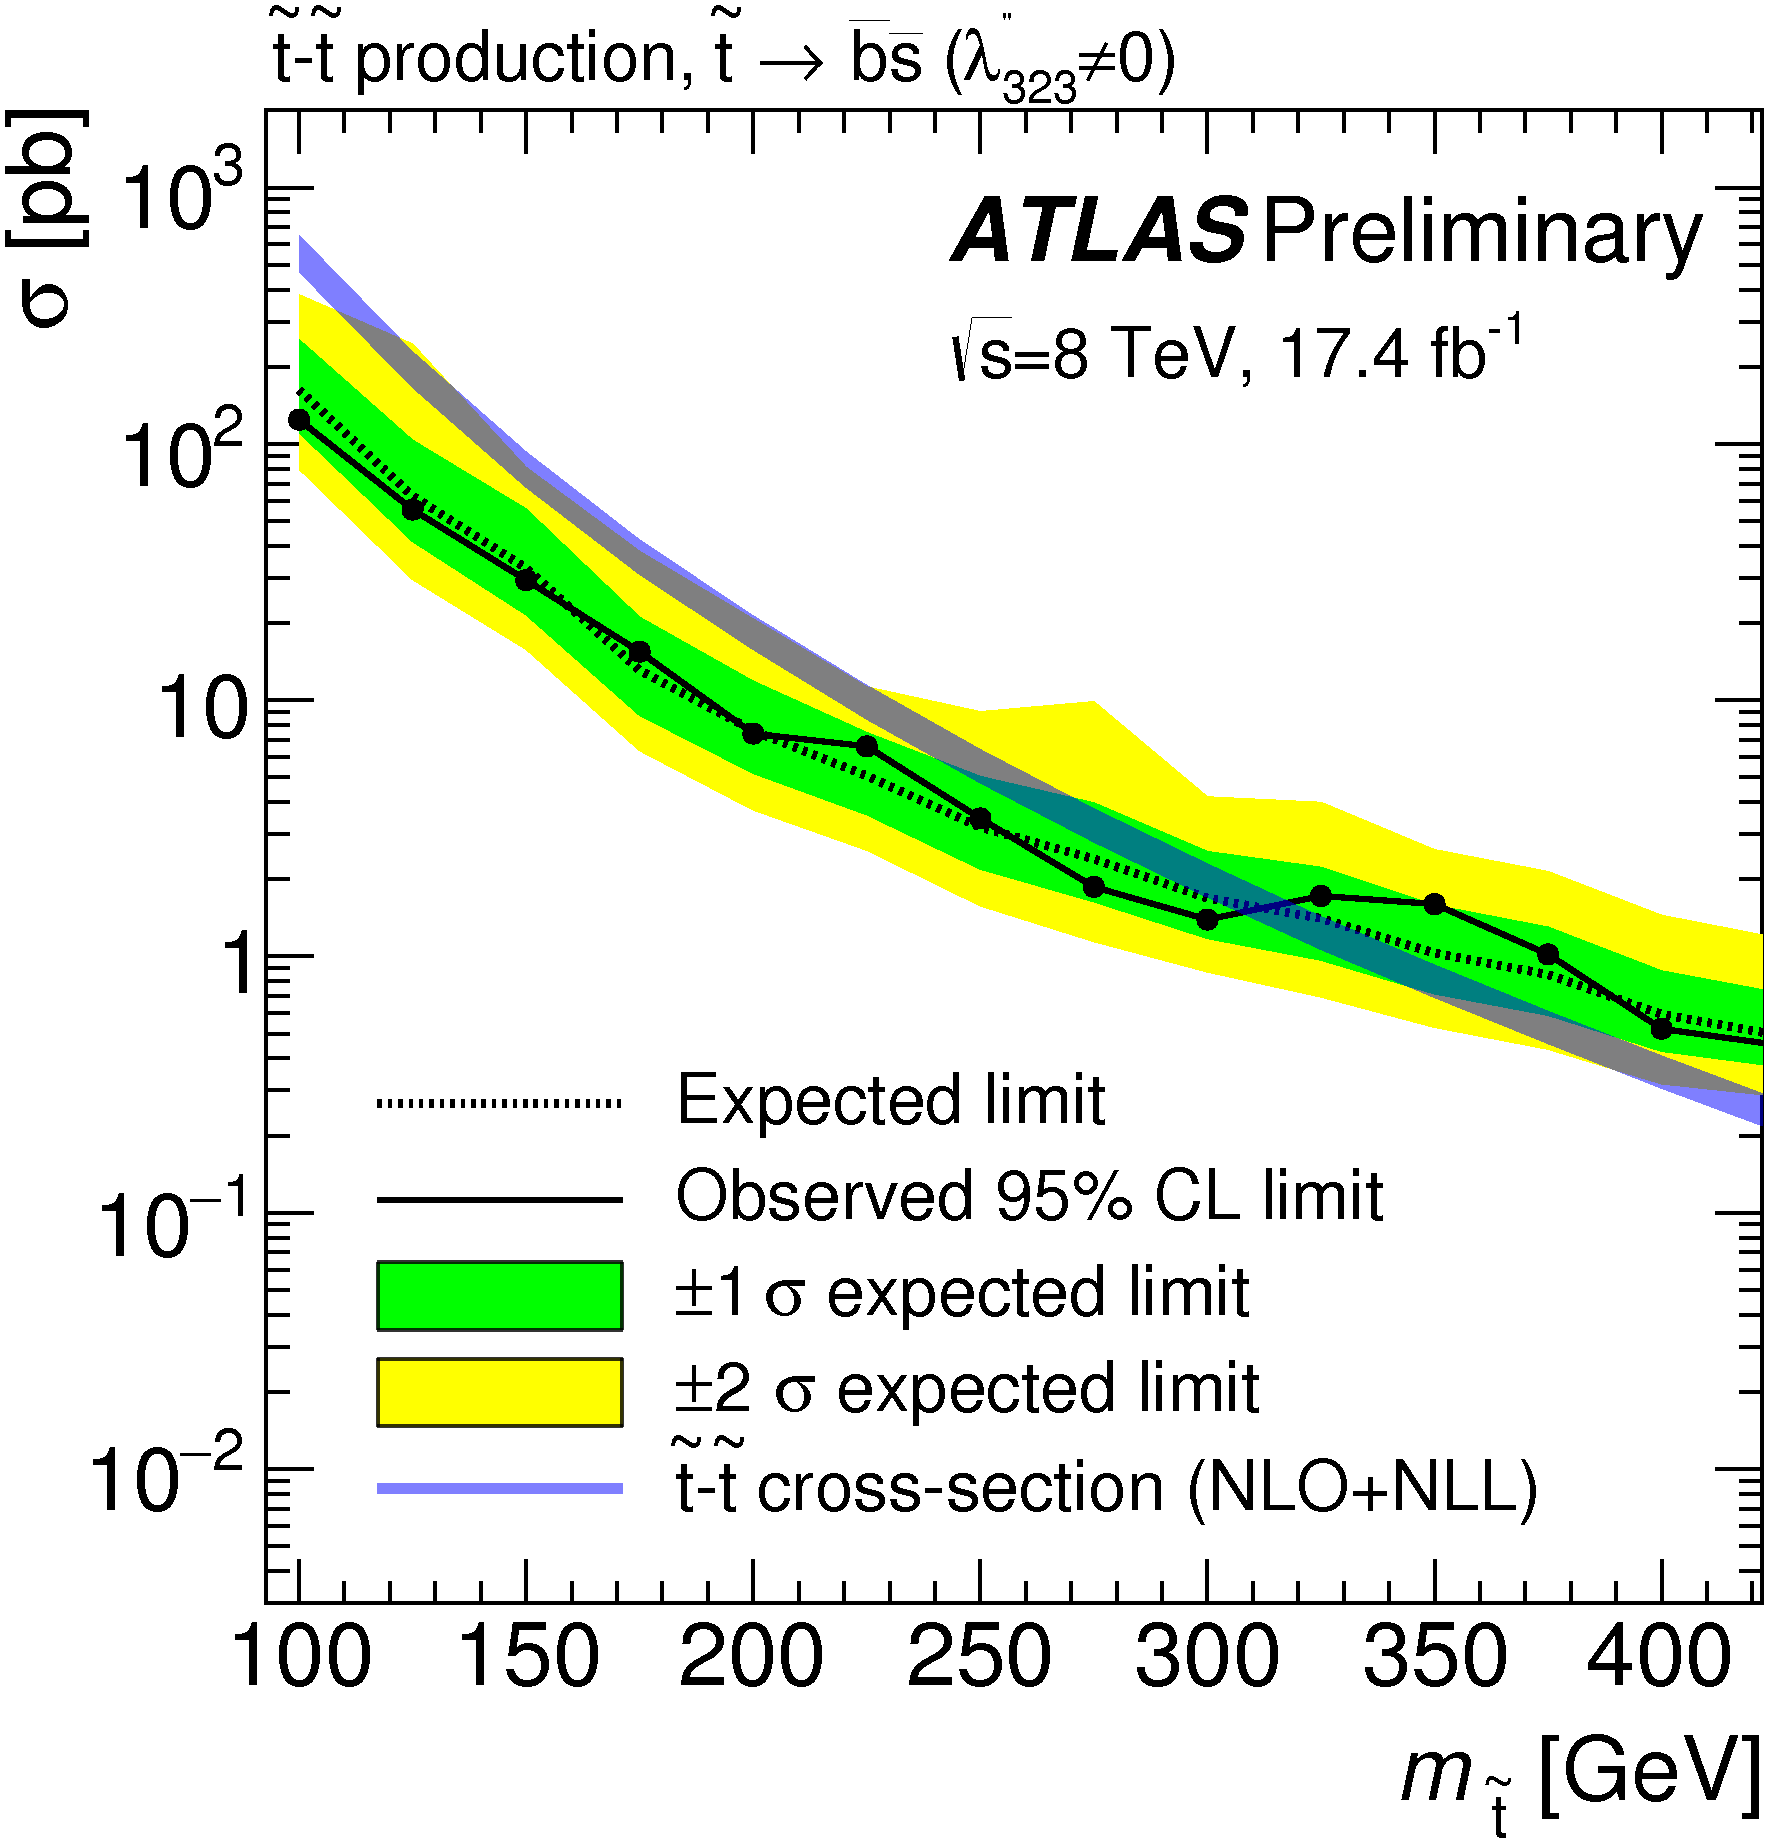 t̃-t̃ production, t̃ → b̅s̅ (λ"₃₂₃≠0)
σ [pb]
10³
10²
10
1
10⁻¹
10⁻²
ATLAS Preliminary
√s=8 TeV, 17.4 fb⁻¹
Expected limit
Observed 95% CL limit
±1 σ expected limit
±2 σ expected limit
t̃-t̃ cross-section (NLO+NLL)
100 150 200 250 300 350 400
m t̃ [GeV]